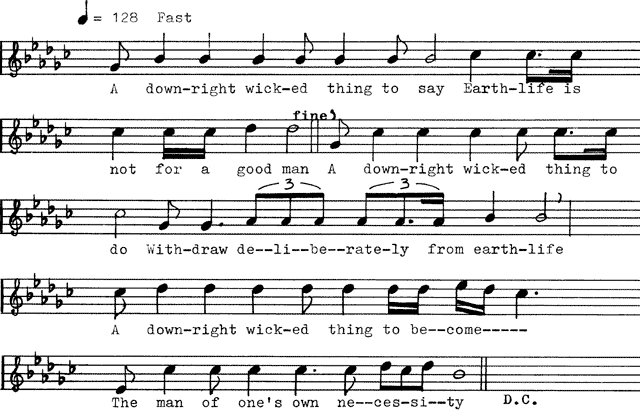 = 128 Fast
A down-right wick-ed thing to say Earth-life is
fine
not for a good man A down-right wick-ed thing to
3 3
do With-draw de--li--be--rate-ly from earth-life
A down-right wick-ed thing to be--come-----
The man of one's own ne--ces-si--ty D.C.